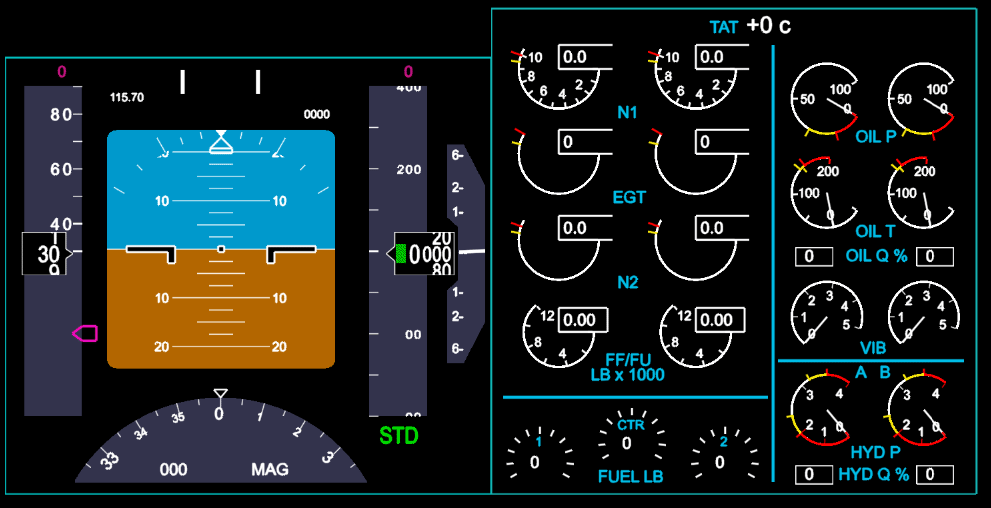 0
0
115.70
0000
400
80
60
40
30
200
0000
20
80
00
6
2
1
1
2
6
10 10
10 10
20 20
STD
33
34
35
0
1
2
3
000 MAG
TAT +0 c
10 8 6 4 2 0.0
10 8 6 4 2 0.0
N1
0
0
EGT
0.0
0.0
N2
12 8 4 0.00
12 8 4 0.00
FF/FU
LB x 1000
1 0
CTR 0
2 0
FUEL LB
100 50 0
100 50 0
OIL P
200 100 0
200 100 0
OIL T
0 OIL Q % 0
0 1 2 3 4 5
0 1 2 3 4 5
VIB
A B
4 3 2 1 0
4 3 2 1 0
HYD P
0 HYD Q % 0